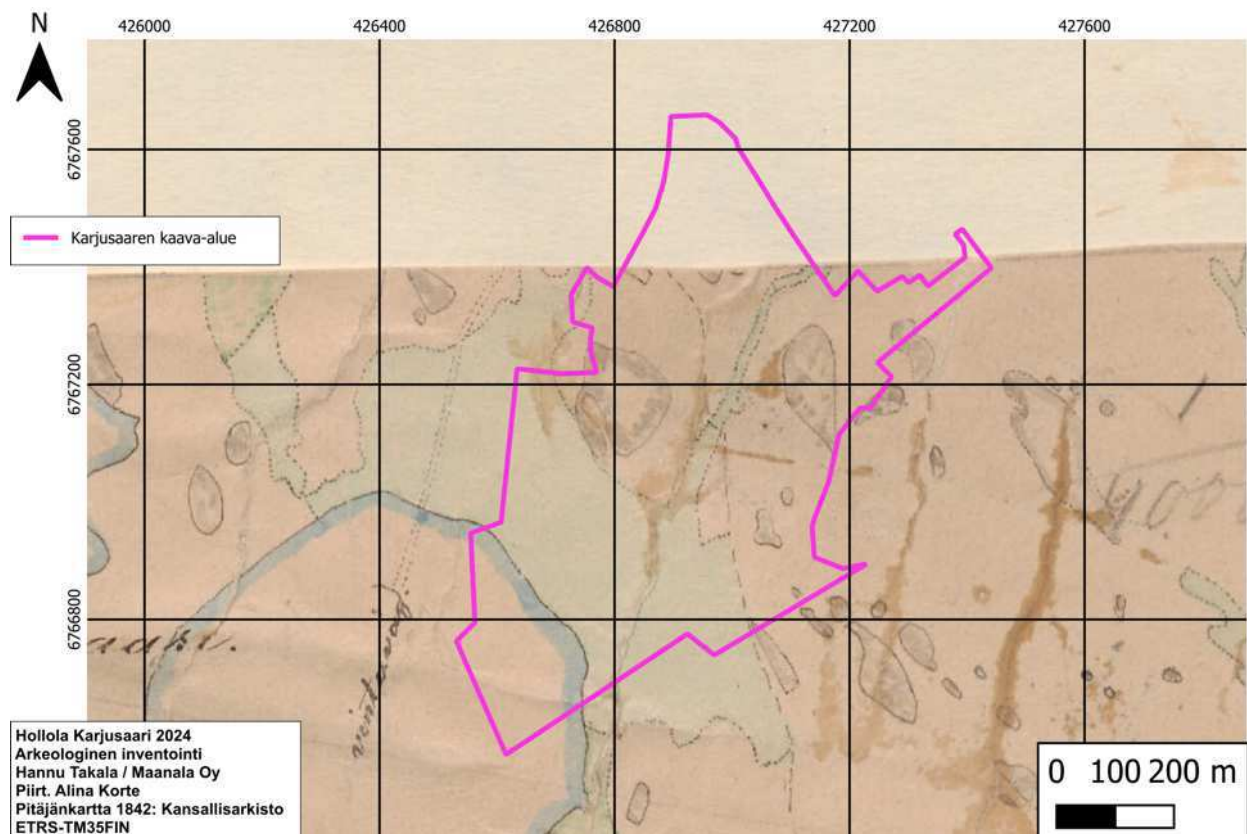 N
426000
426400
426800
427200
427600
6767600
Karjusaaren kaava-alue
6767200
6766800
Hollola Karjusaari 2024
Arkeologinen inventointi
Hannu Takala / Maanala Oy
Piirt. Alina Korte
Pitäjänkartta 1842: Kansallisarkisto
ETRS-TM35FIN
0 100 200 m